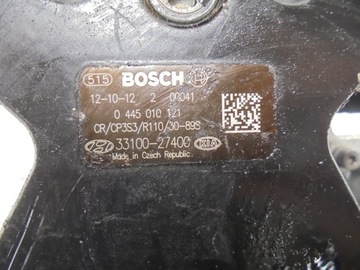 515 BOSCH
12-10-12 2 00041
0 445 010 121
CR/CP3S3/R110/30-89S
33100-27400 KIA
Made in Czech Republic.